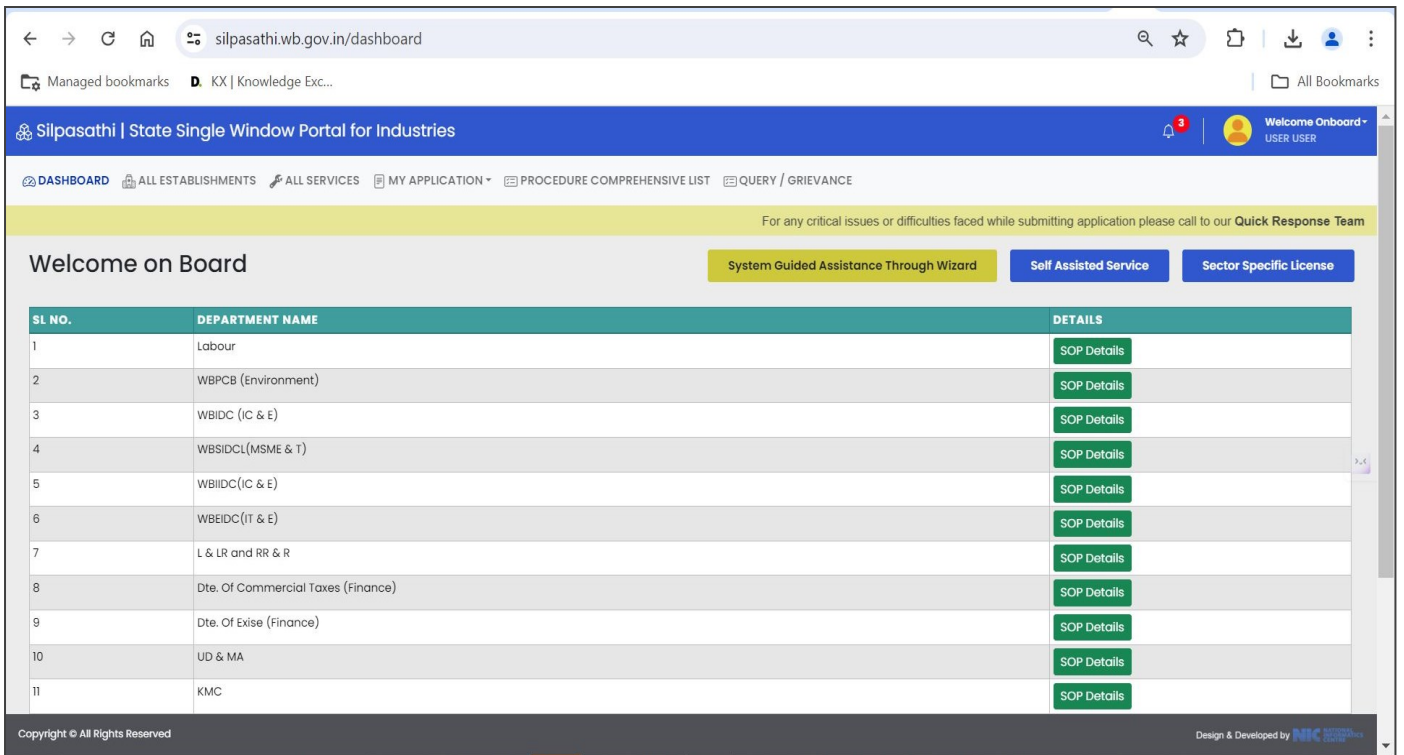 silpasathi.wb.gov.in/dashboard
Managed bookmarks D. KX | Knowledge Exc... All Bookmarks
Silpasathi | State Single Window Portal for Industries 3 Welcome Onboard
USER USER
DASHBOARD ALL ESTABLISHMENTS ALL SERVICES MY APPLICATION PROCEDURE COMPREHENSIVE LIST QUERY / GRIEVANCE
For any critical issues or difficulties faced while submitting application please call to our Quick Response Team
Welcome on Board System Guided Assistance Through Wizard Self Assisted Service Sector Specific License
SL NO. DEPARTMENT NAME DETAILS
1 Labour SOP Details
2 WBPCB (Environment) SOP Details
3 WBIDC (IC & E) SOP Details
4 WBSIDCL(MSME & T) SOP Details
5 WBIIDC(IC & E) SOP Details
6 WBEIDC(IT & E) SOP Details
7 L & LR and RR & R SOP Details
8 Dte. Of Commercial Taxes (Finance) SOP Details
9 Dte. Of Exise (Finance) SOP Details
10 UD & MA SOP Details
11 KMC SOP Details
Copyright © All Rights Reserved Design & Developed by NIC NATIONAL INFORMATICS CENTRE